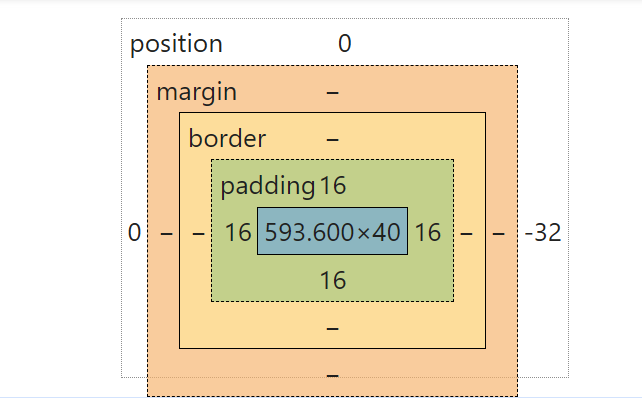 position 0
margin –
border –
padding 16
0 – – 16 593.600×40 16 – – -32
16
–
–